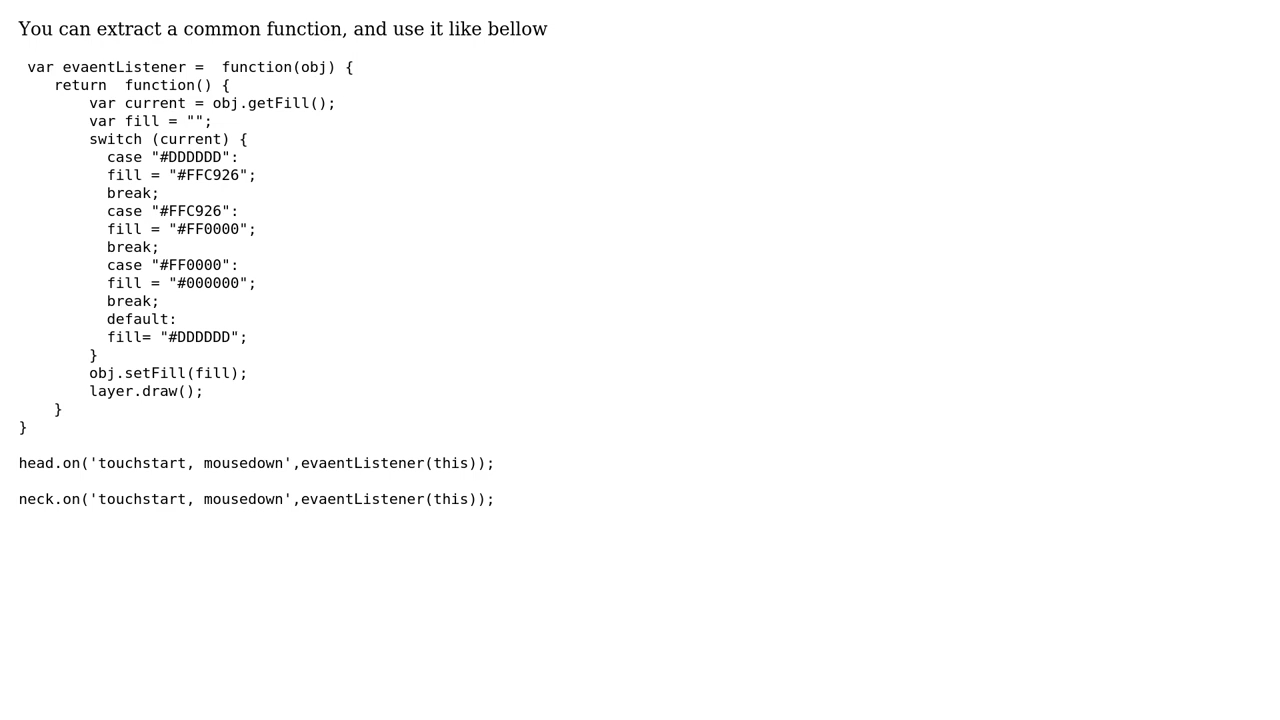 You can extract a common function, and use it like bellow
 var evaentListener =  function(obj) {
    return  function() {
        var current = obj.getFill();
        var fill = "";
        switch (current) {
          case "#DDDDDD":
          fill = "#FFC926";
          break;
          case "#FFC926":
          fill = "#FF0000";
          break;
          case "#FF0000":
          fill = "#000000";
          break;
          default:
          fill= "#DDDDDD";
        }
        obj.setFill(fill);
        layer.draw();
    }
}
head.on('touchstart, mousedown',evaentListener(this));
neck.on('touchstart, mousedown',evaentListener(this));